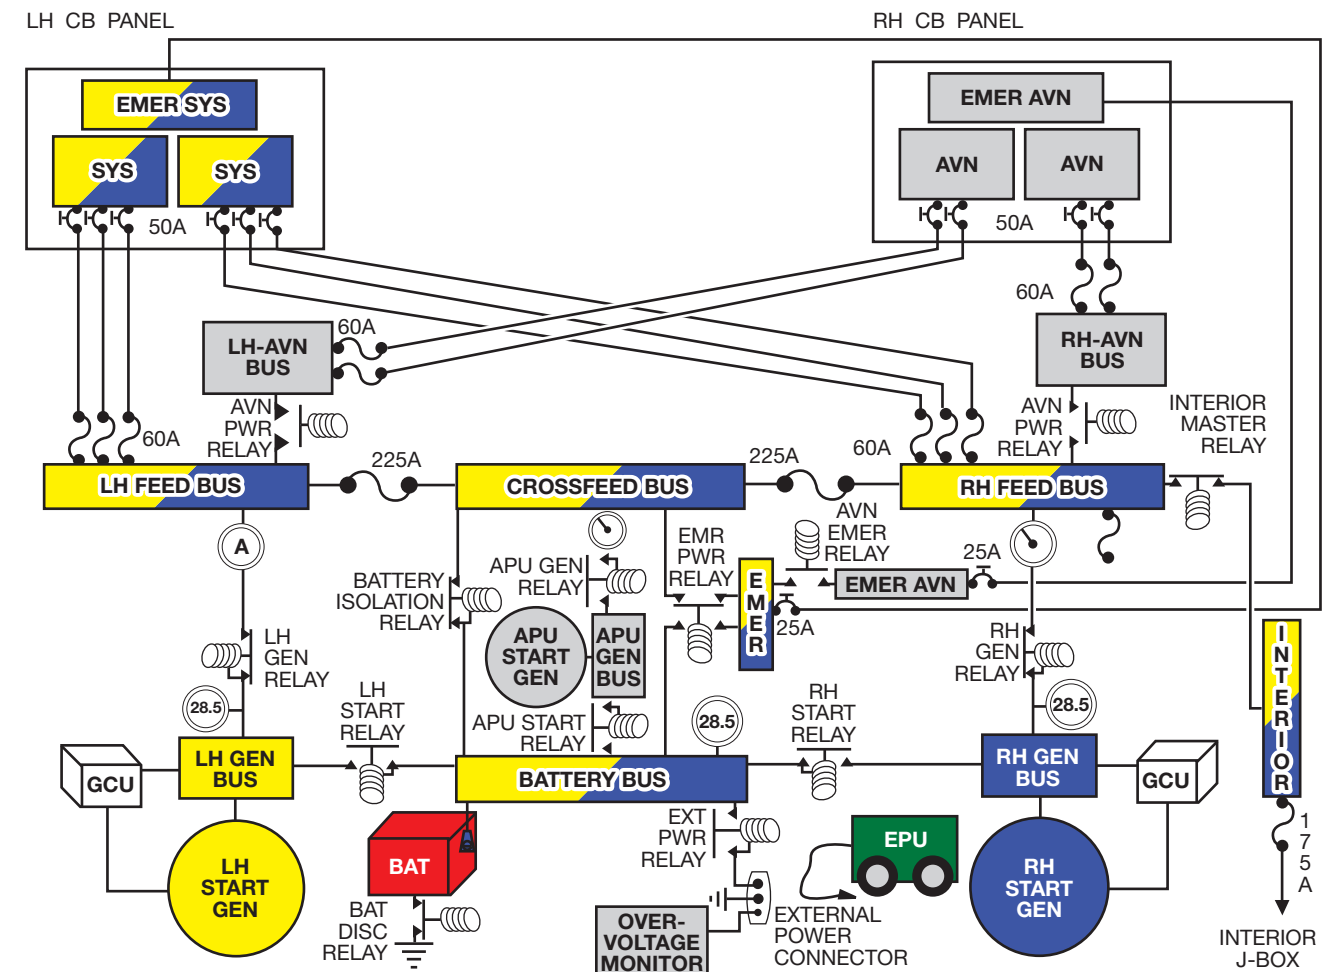 LH CB PANEL
RH CB PANEL
EMER SYS
SYS
SYS
50A
EMER AVN
AVN
AVN
50A
60A
LH-AVN
BUS
60A
RH-AVN
BUS
AVN
PWR
RELAY
60A
AVN
PWR
RELAY
INTERIOR
MASTER
RELAY
LH FEED BUS
225A
CROSSFEED BUS
225A
60A
RH FEED BUS
A
BATTERY
ISOLATION
RELAY
APU GEN
RELAY
EMR
PWR
RELAY
AVN
EMER
RELAY
EMER
25A
EMER AVN
25A
APU
START
GEN
APU
GEN
BUS
LH
GEN
RELAY
RH
GEN
RELAY
28.5
LH
START
RELAY
APU START
RELAY
28.5
RH
START
RELAY
28.5
INTERIOR
GCU
LH GEN
BUS
BATTERY BUS
RH GEN
BUS
GCU
LH
START
GEN
BAT
EXT
PWR
RELAY
EPU
RH
START
GEN
175A
BAT
DISC
RELAY
OVER-
VOLTAGE
MONITOR
EXTERNAL
POWER
CONNECTOR
INTERIOR
J-BOX